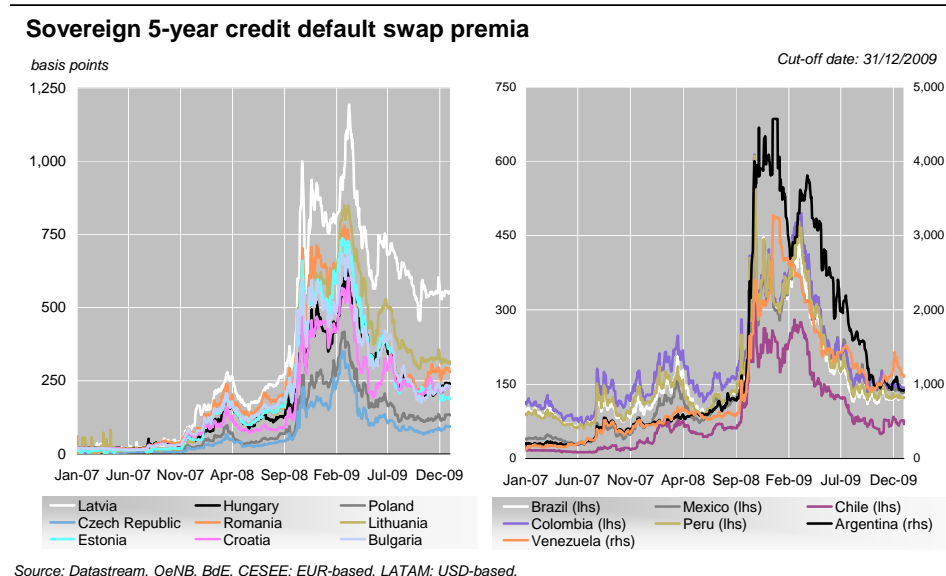 Sovereign 5-year credit default swap premia
basis points
Cut-off date: 31/12/2009
1,250
1,000
750
500
250
0
Jan-07 Jun-07 Nov-07 Apr-08 Sep-08 Feb-09 Jul-09 Dec-09
Latvia Hungary Poland
Czech Republic Romania Lithuania
Estonia Croatia Bulgaria
750 5,000
600 4,000
450 3,000
300 2,000
150 1,000
0 0
Jan-07 Jun-07 Nov-07 Apr-08 Sep-08 Feb-09 Jul-09 Dec-09
Brazil (lhs) Mexico (lhs) Chile (lhs)
Colombia (lhs) Peru (lhs) Argentina (rhs)
Venezuela (rhs)
Source: Datastream, OeNB, BdE. CESEE: EUR-based, LATAM: USD-based.